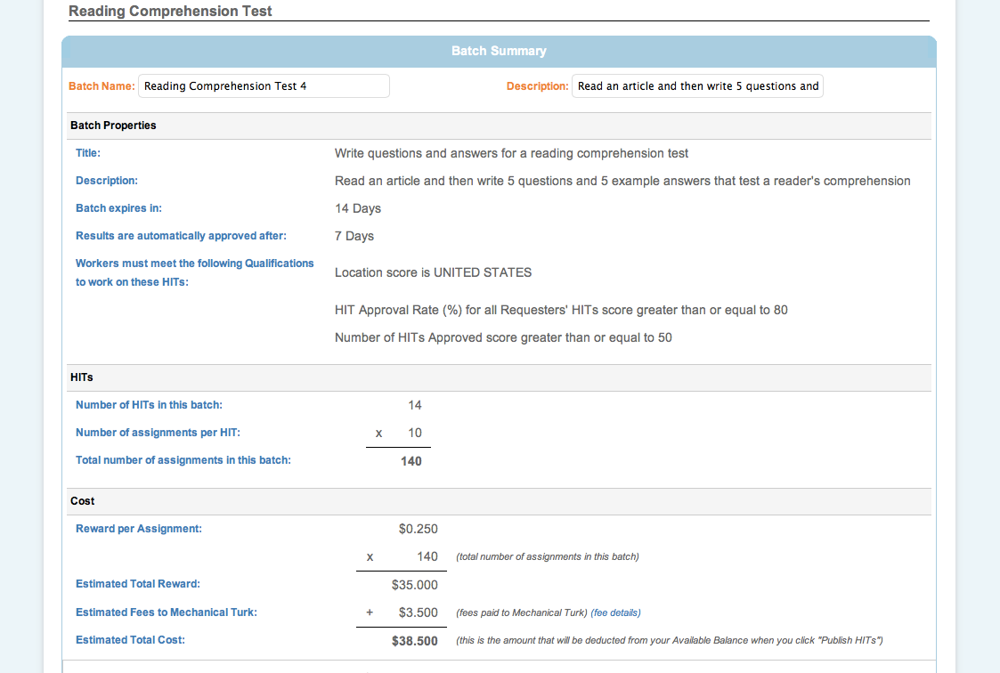 Reading Comprehension Test
Batch Summary
Batch Name: Reading Comprehension Test 4 Description: Read an article and then write 5 questions and
Batch Properties
Title: Write questions and answers for a reading comprehension test
Description: Read an article and then write 5 questions and 5 example answers that test a reader's comprehension
Batch expires in: 14 Days
Results are automatically approved after: 7 Days
Workers must meet the following Qualifications
to work on these HITs:
Location score is UNITED STATES
HIT Approval Rate (%) for all Requesters' HITs score greater than or equal to 80
Number of HITs Approved score greater than or equal to 50
HITs
Number of HITs in this batch: 14
Number of assignments per HIT: x 10
Total number of assignments in this batch: 140
Cost
Reward per Assignment: $0.250
x 140 (total number of assignments in this batch)
Estimated Total Reward: $35.000
Estimated Fees to Mechanical Turk: + $3.500 (fees paid to Mechanical Turk) (fee details)
Estimated Total Cost: $38.500 (this is the amount that will be deducted from your Available Balance when you click "Publish HITs")